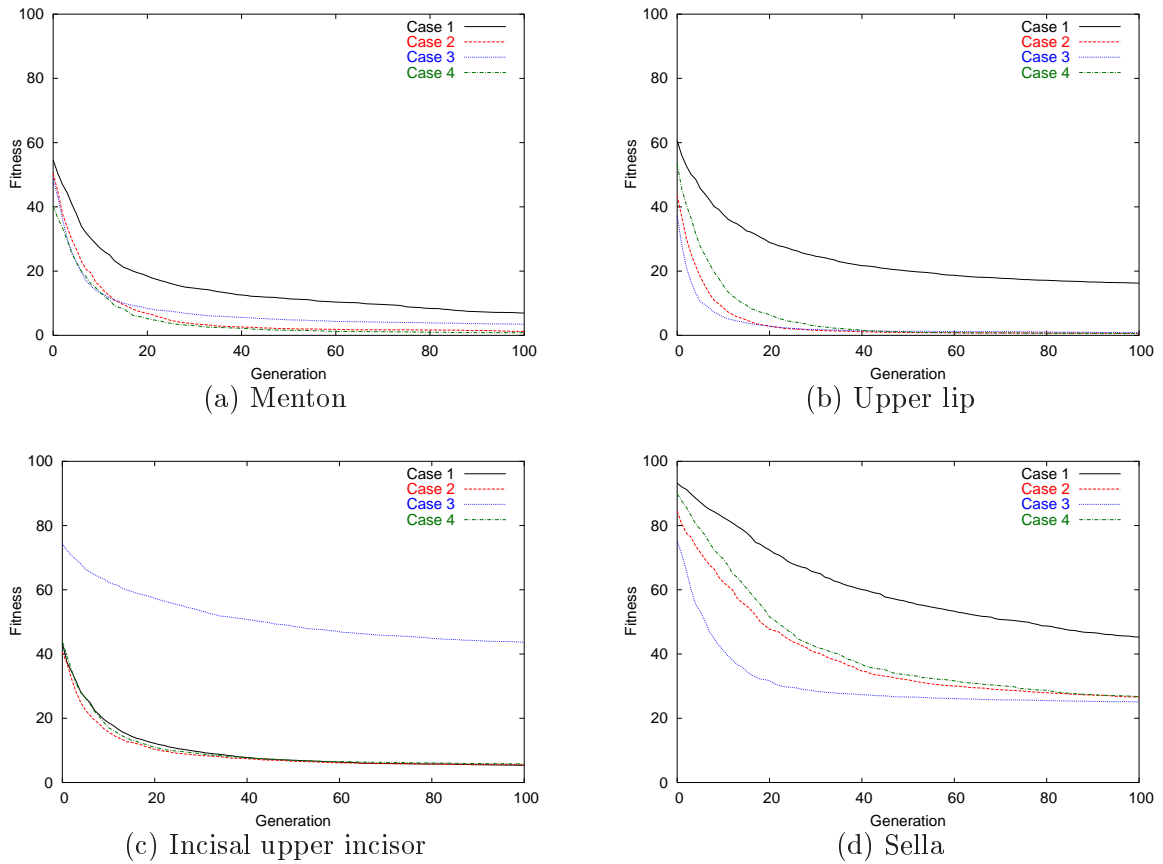 100
80
60
40
20
0
Fitness
0 20 40 60 80 100
Generation
Case 1
Case 2
Case 3
Case 4
(a) Menton
100
80
60
40
20
0
Fitness
0 20 40 60 80 100
Generation
Case 1
Case 2
Case 3
Case 4
(b) Upper lip
100
80
60
40
20
0
Fitness
0 20 40 60 80 100
Generation
Case 1
Case 2
Case 3
Case 4
(c) Incisal upper incisor
100
80
60
40
20
0
Fitness
0 20 40 60 80 100
Generation
Case 1
Case 2
Case 3
Case 4
(d) Sella